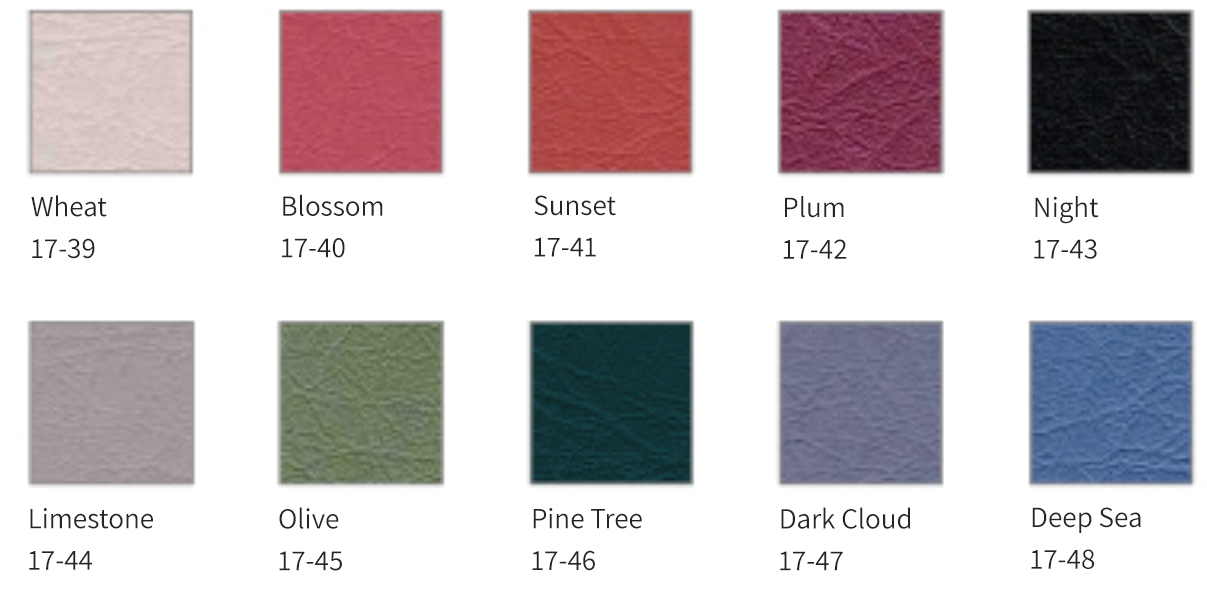 Wheat
17-39
Blossom
17-40
Sunset
17-41
Plum
17-42
Night
17-43
Limestone
17-44
Olive
17-45
Pine Tree
17-46
Dark Cloud
17-47
Deep Sea
17-48